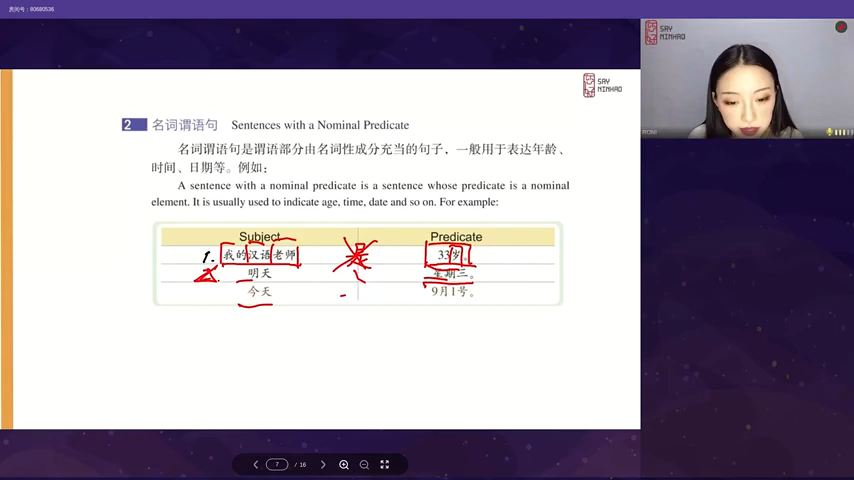 房间号：80680536
SAY
NINHAO
SAY
NINHAO
2 名词谓语句 Sentences with a Nominal Predicate
名词谓语句是谓语部分由名词性成分充当的句子，一般用于表达年龄、
时间、日期等。例如：
A sentence with a nominal predicate is a sentence whose predicate is a nominal
element. It is usually used to indicate age, time, date and so on. For example:
Subject Predicate
1. 我的汉语老师 是 33岁。
2. 明天 星期三。
今天 9月1号。
7 / 16